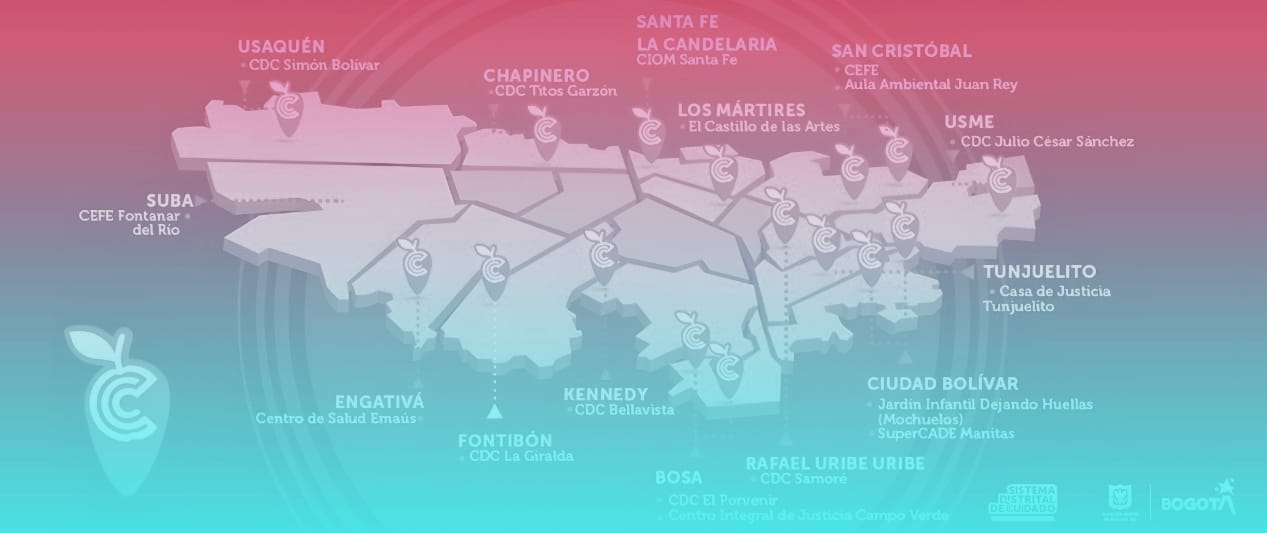 USAQUÉN
• CDC Simón Bolívar
CHAPINERO
• CDC Titos Garzón
SANTA FE
LA CANDELARIA
CIOM Santa Fe
LOS MÁRTIRES
• El Castillo de las Artes
SAN CRISTÓBAL
• CEFE
• Aula Ambiental Juan Rey
USME
• CDC Julio César Sánchez
SUBA
CEFE Fontanar •
del Río
TUNJUELITO
• Casa de Justicia
Tunjuelito
ENGATIVÁ
Centro de Salud Emaús •
FONTIBÓN
• CDC La Giralda
KENNEDY
• CDC Bellavista
CIUDAD BOLÍVAR
• Jardín Infantil Dejando Huellas
(Mochuelos)
• SuperCADE Manitas
RAFAEL URIBE URIBE
• CDC Samoré
BOSA
• CDC El Porvenir
• Centro Integral de Justicia Campo Verde
SISTEMA
DISTRITAL
DE CUIDADO
BOGOTÁ